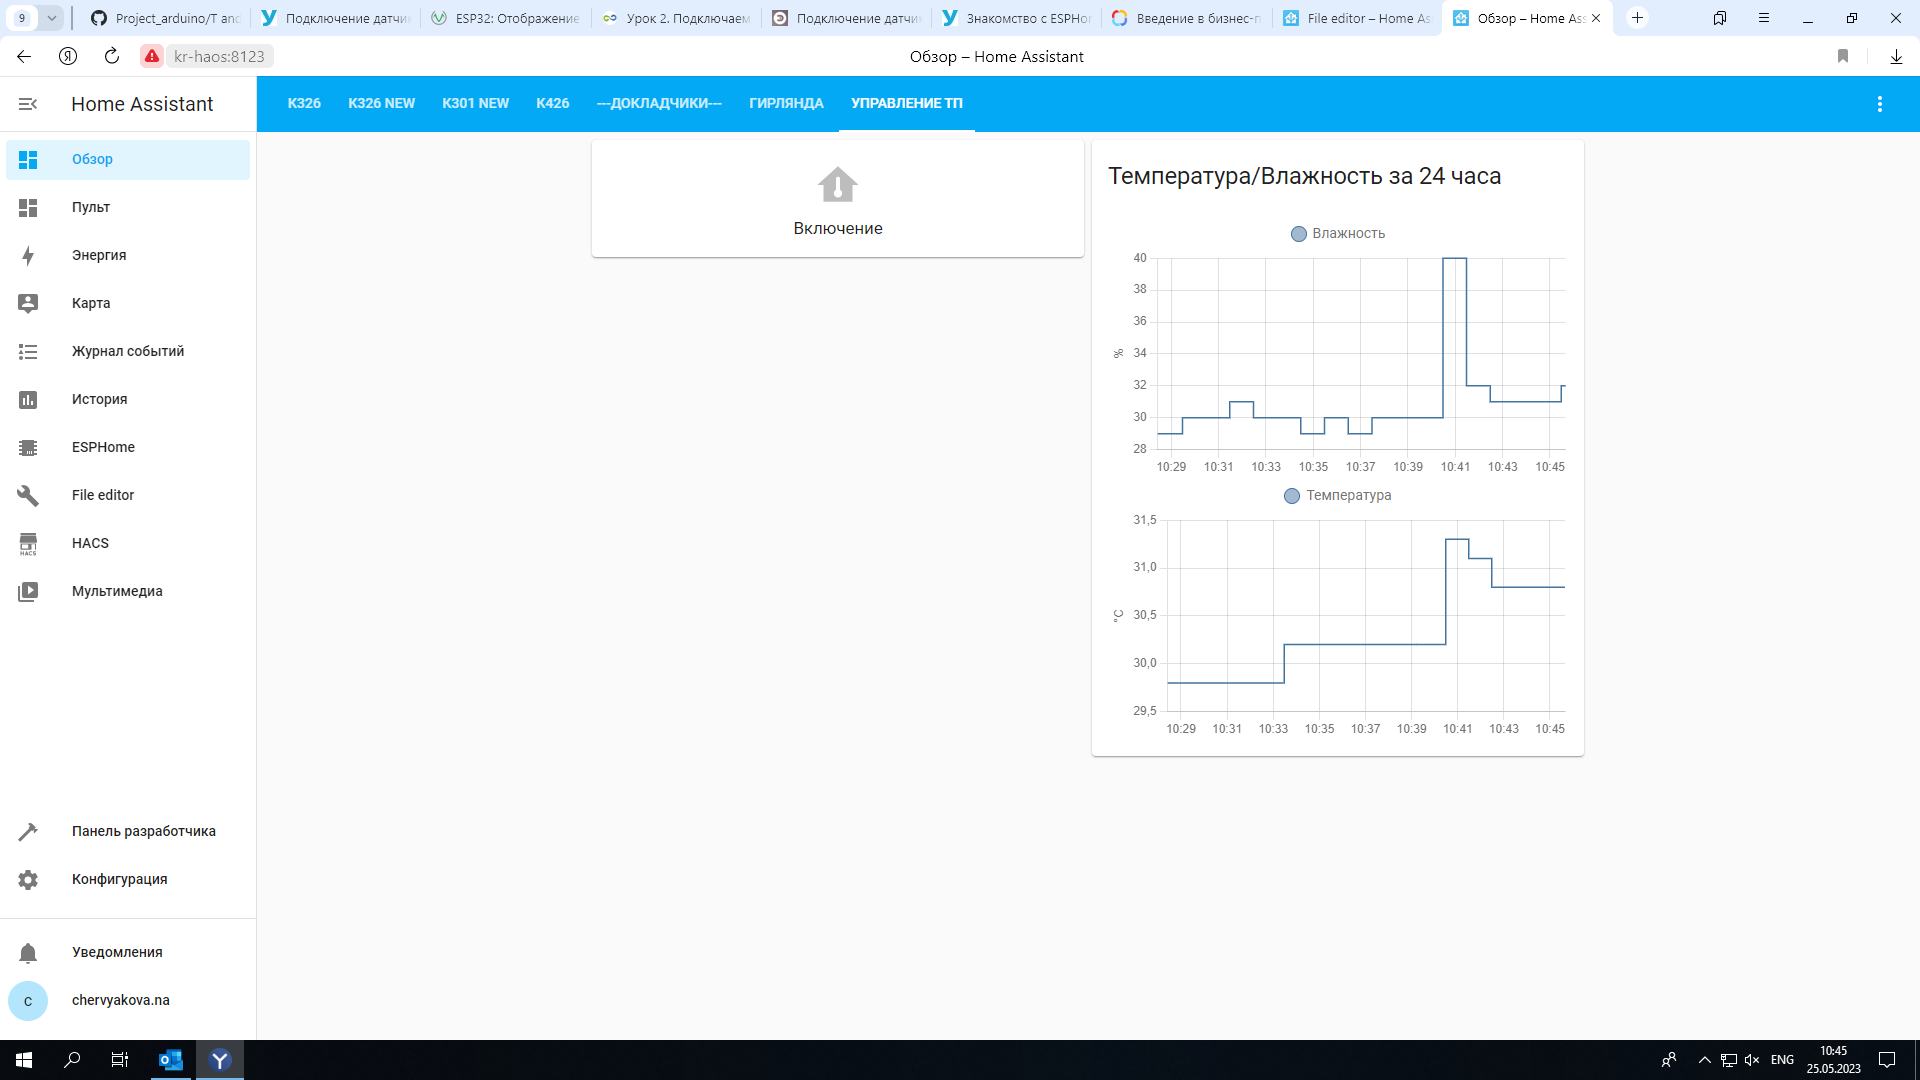 9
Project_arduino/T and
Подключение датчи
ESP32: Отображение
Урок 2. Подключаем
Подключение датчи
Знакомство с ESPHo
Введение в бизнес-п
File editor – Home As
Обзор – Home Ass
kr-haos:8123
Обзор – Home Assistant
Home Assistant
K326
K326 NEW
K301 NEW
K426
---ДОКЛАДЧИКИ---
ГИРЛЯНДА
УПРАВЛЕНИЕ ТП
Обзор
Пульт
Энергия
Карта
Журнал событий
История
ESPHome
File editor
HACS
HACS
Мультимедиа
Панель разработчика
Конфигурация
Уведомления
C
chervyakova.na
Включение
Температура/Влажность за 24 часа
Влажность
40
38
36
%
34
32
30
28
10:29 10:31 10:33 10:35 10:37 10:39 10:41 10:43 10:45
Температура
31,5
31,0
°C
30,5
30,0
29,5
10:29 10:31 10:33 10:35 10:37 10:39 10:41 10:43 10:45
ENG
10:45
25.05.2023